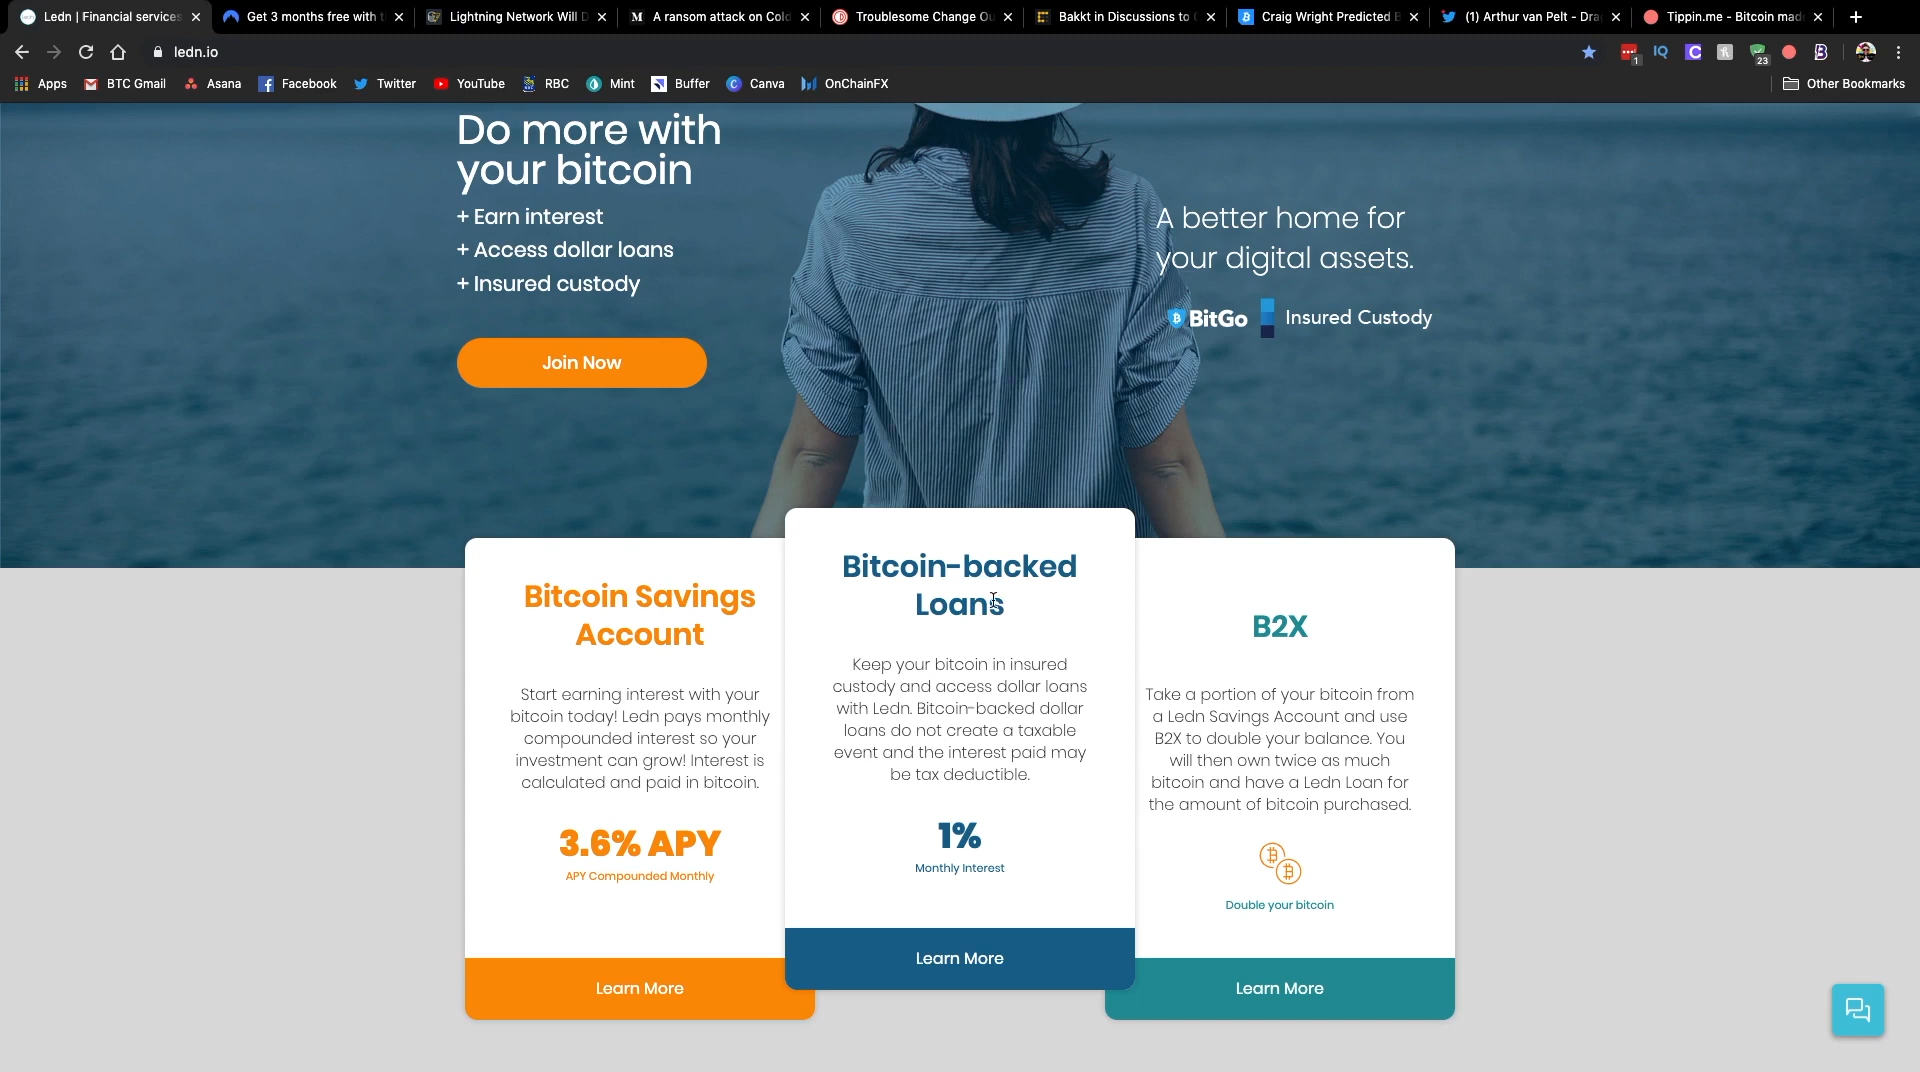 Ledn | Financial services
Get 3 months free with t
Lightning Network Will D
A ransom attack on Cold
Troublesome Change Ou
Bakkt in Discussions to
Craig Wright Predicted B
(1) Arthur van Pelt - Dra
Tippin.me - Bitcoin mad
ledn.io
1
IQ
23
Apps
BTC Gmail
Asana
Facebook
Twitter
YouTube
RBC
Mint
Buffer
Canva
OnChainFX
Other Bookmarks
Do more with
your bitcoin
+ Earn interest
+ Access dollar loans
+ Insured custody
Join Now
A better home for
your digital assets.
BitGo Insured Custody
Bitcoin Savings
Account
Start earning interest with your
bitcoin today! Ledn pays monthly
compounded interest so your
investment can grow! Interest is
calculated and paid in bitcoin.
3.6% APY
APY Compounded Monthly
Learn More
Bitcoin-backed
Loans
Keep your bitcoin in insured
custody and access dollar loans
with Ledn. Bitcoin-backed dollar
loans do not create a taxable
event and the interest paid may
be tax deductible.
1%
Monthly Interest
Learn More
B2X
Take a portion of your bitcoin from
a Ledn Savings Account and use
B2X to double your balance. You
will then own twice as much
bitcoin and have a Ledn Loan for
the amount of bitcoin purchased.
Double your bitcoin
Learn More